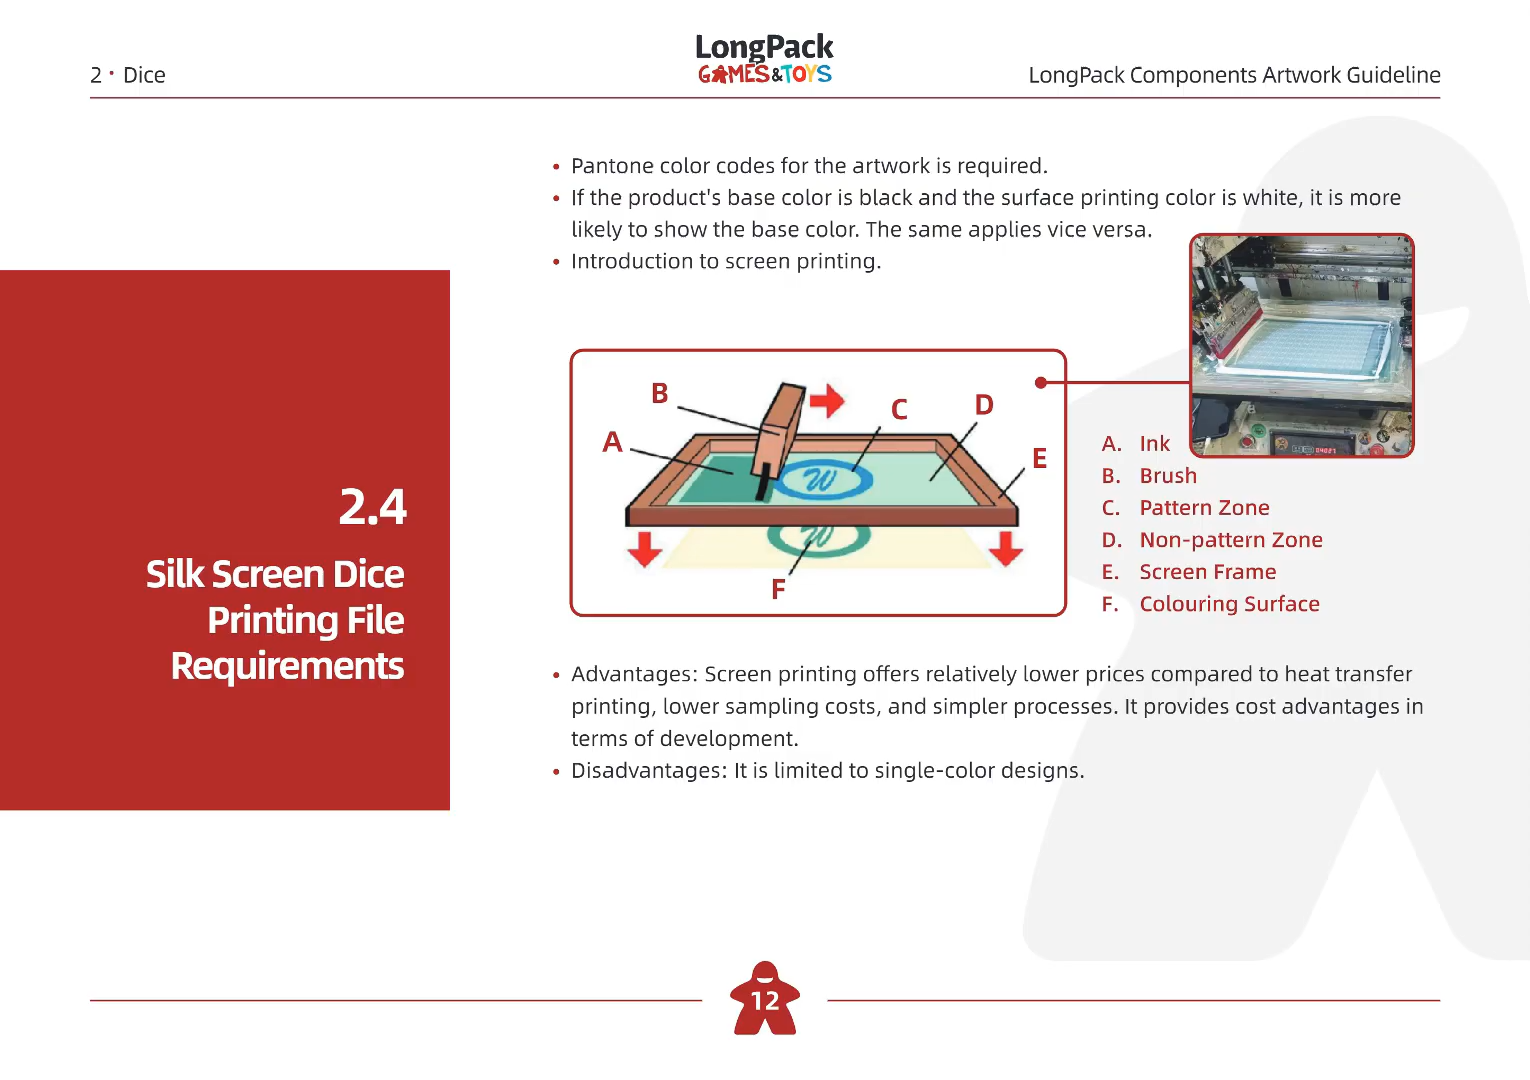 2 • Dice
LongPack
GAMES&TOYS
LongPack Components Artwork Guideline
2.4
Silk Screen Dice
Printing File
Requirements
• Pantone color codes for the artwork is required.
• If the product's base color is black and the surface printing color is white, it is more
likely to show the base color. The same applies vice versa.
• Introduction to screen printing.
B
C
D
A
E
W
W
F
A. Ink
B. Brush
C. Pattern Zone
D. Non-pattern Zone
E. Screen Frame
F. Colouring Surface
• Advantages: Screen printing offers relatively lower prices compared to heat transfer
printing, lower sampling costs, and simpler processes. It provides cost advantages in
terms of development.
• Disadvantages: It is limited to single-color designs.
12